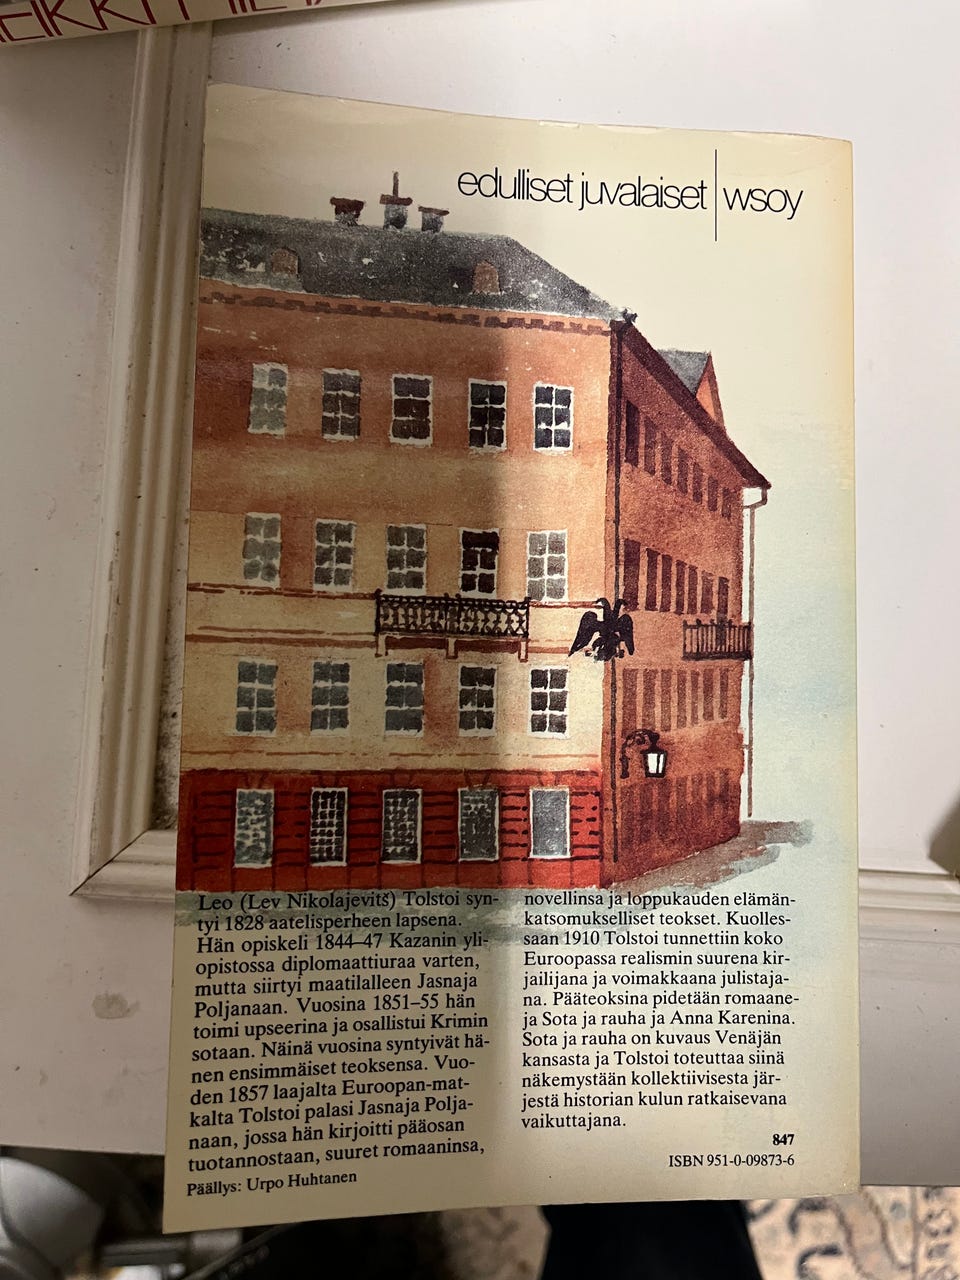 edulliset juvalaiset | wsoy
Leo (Lev Nikolajevitš) Tolstoi syn-
tyi 1828 aatelisperheen lapsena.
Hän opiskeli 1844–47 Kazanin yli-
opistossa diplomaattiuraa varten,
mutta siirtyi maatilalleen Jasnaja
Poljanaan. Vuosina 1851–55 hän
toimi upseerina ja osallistui Krimin
sotaan. Näinä vuosina syntyivät hä-
nen ensimmäiset teoksensa. Vuo-
den 1857 laajalta Euroopan-mat-
kalta Tolstoi palasi Jasnaja Polja-
naan, jossa hän kirjoitti pääosan
tuotannostaan, suuret romaaninsa,
novellinsa ja loppukauden elämän-
katsomukselliset teokset. Kuolles-
saan 1910 Tolstoi tunnettiin koko
Euroopassa realismin suurena kir-
jailijana ja voimakkaana julistaja-
na. Pääteoksina pidetään romaane-
ja Sota ja rauha ja Anna Karenina.
Sota ja rauha on kuvaus Venäjän
kansasta ja Tolstoi toteuttaa siinä
näkemystään kollektiivisesta jär-
jestä historian kulun ratkaisevana
vaikuttajana.
Päällys: Urpo Huhtanen
847
ISBN 951-0-09873-6